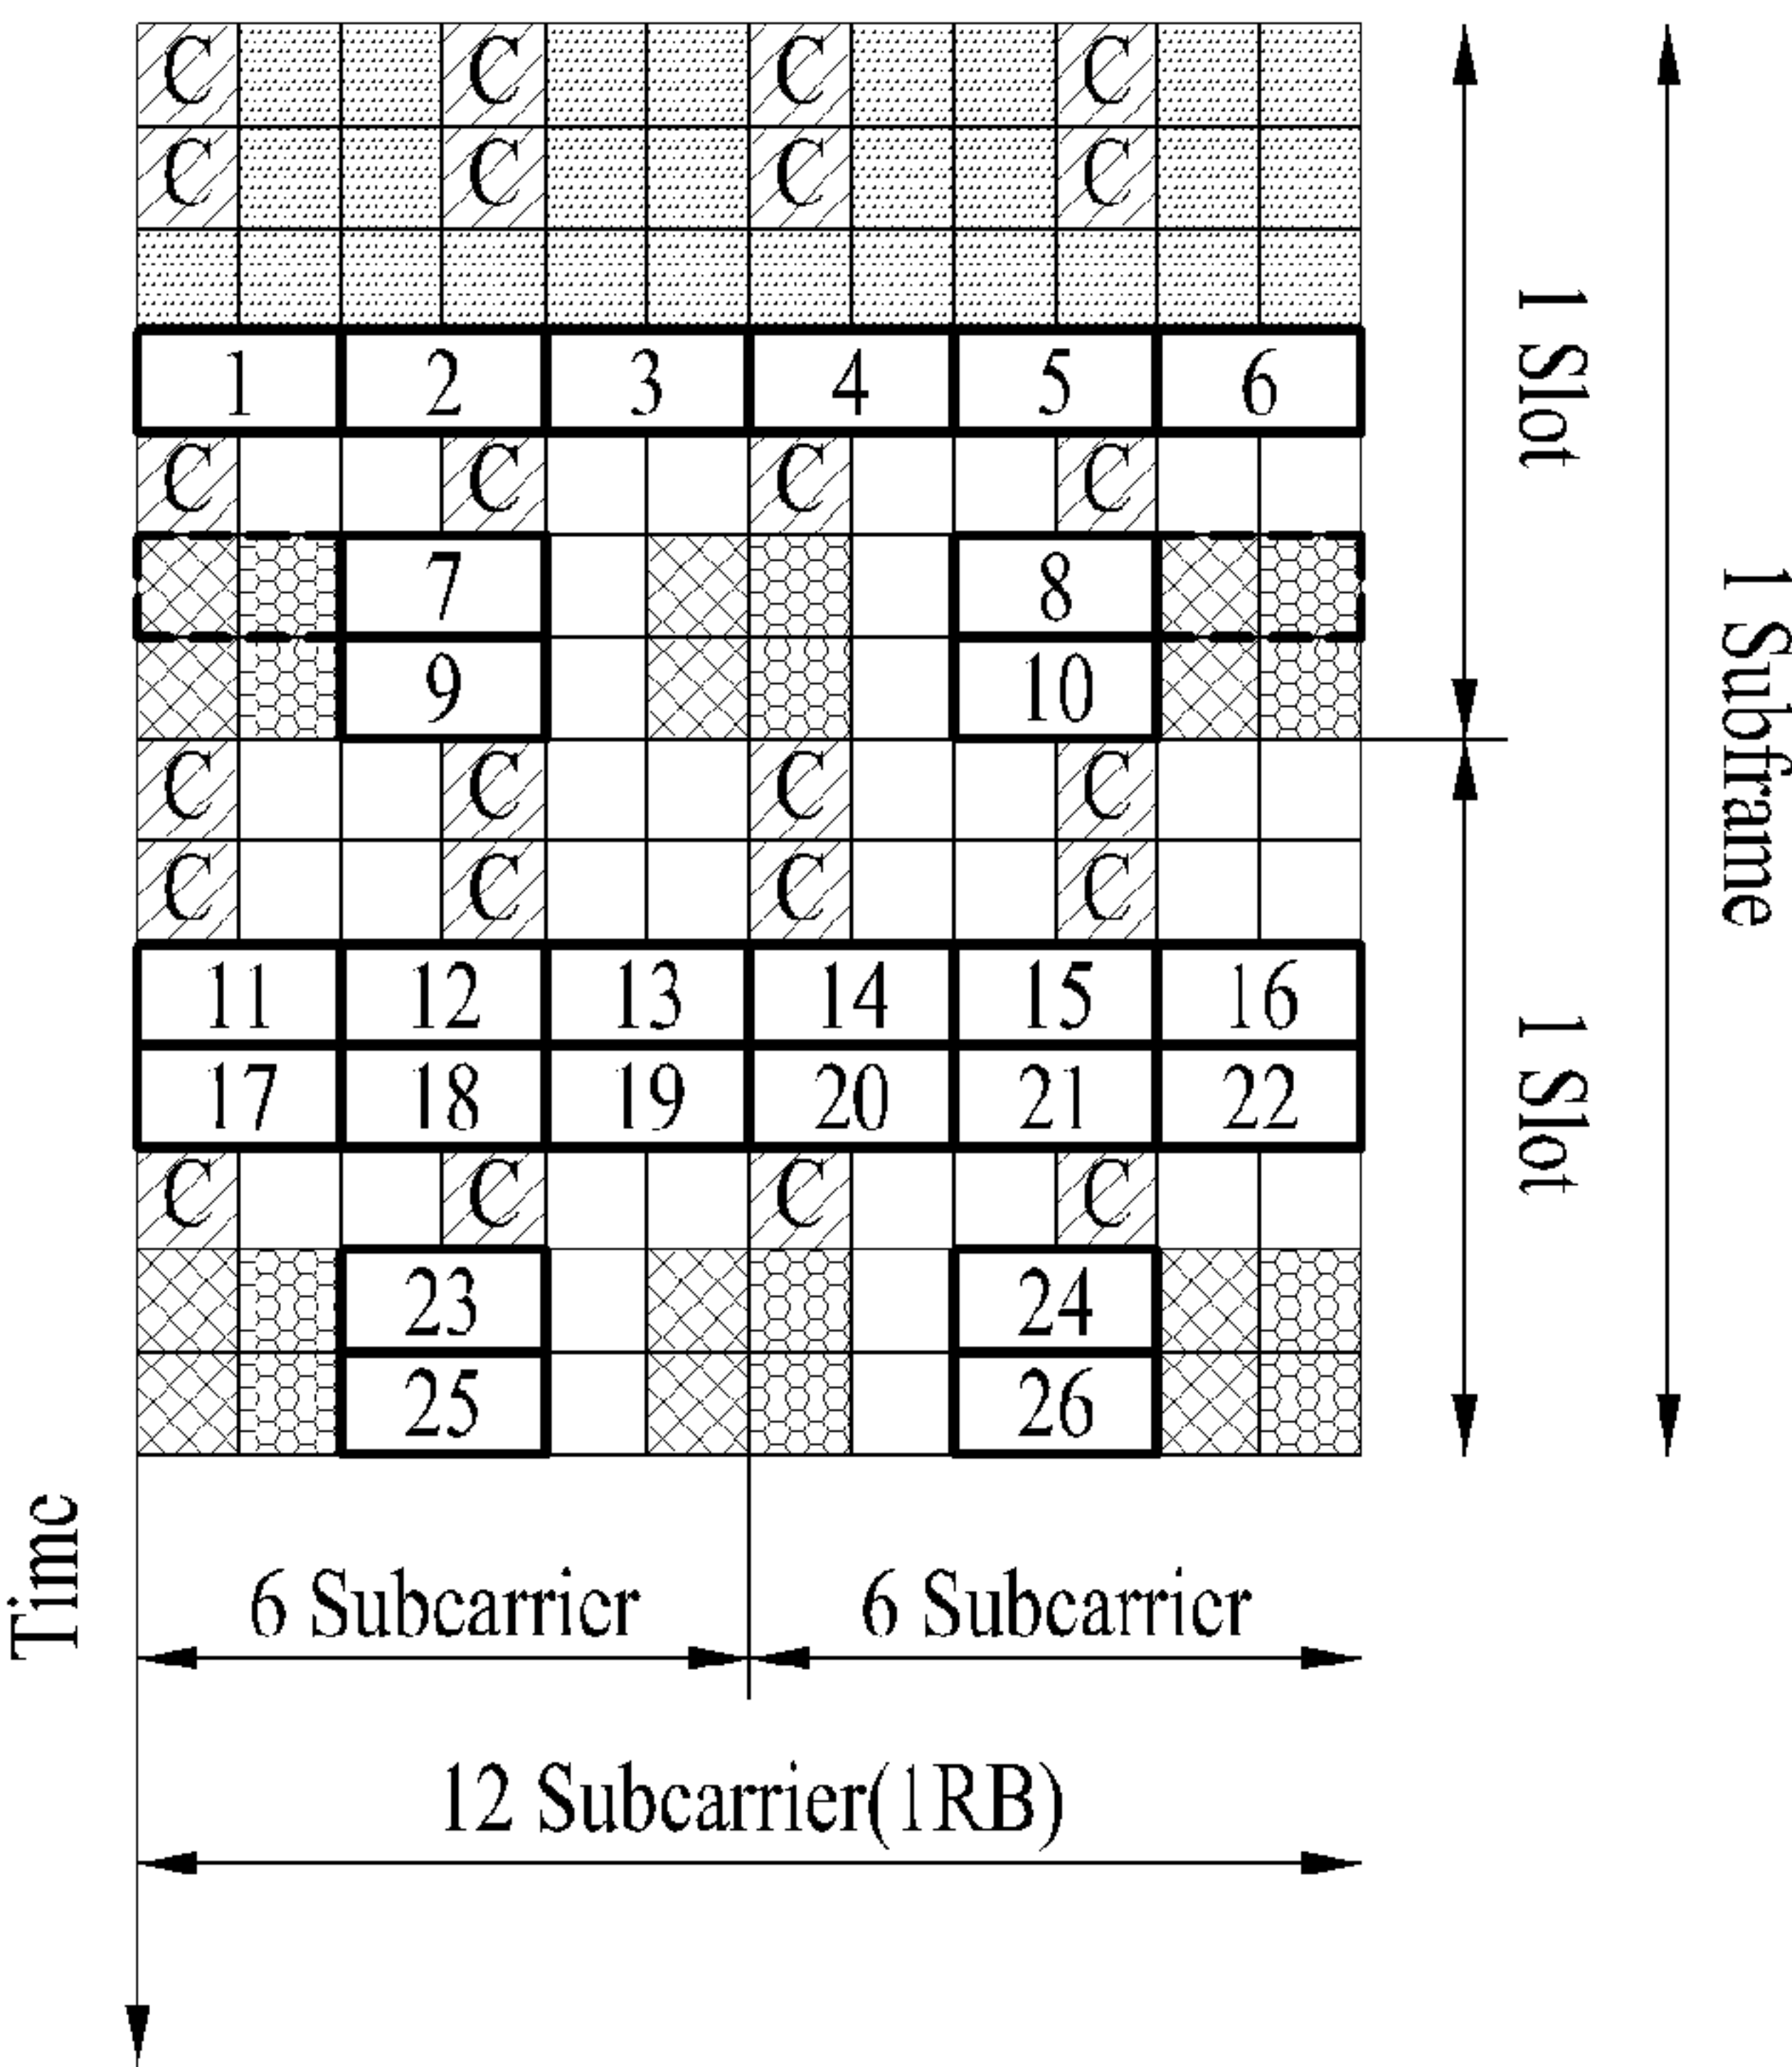 C C C C
C C C C
1 2 3 4 5 6
C C C C
7 8
9 10
C C C C
C C C C
11 12 13 14 15 16
17 18 19 20 21 22
C C C C
23 24
25 26
1 Slot
1 Slot
1 Subframe
Time
6 Subcarrier 6 Subcarrier
12 Subcarrier(1RB)